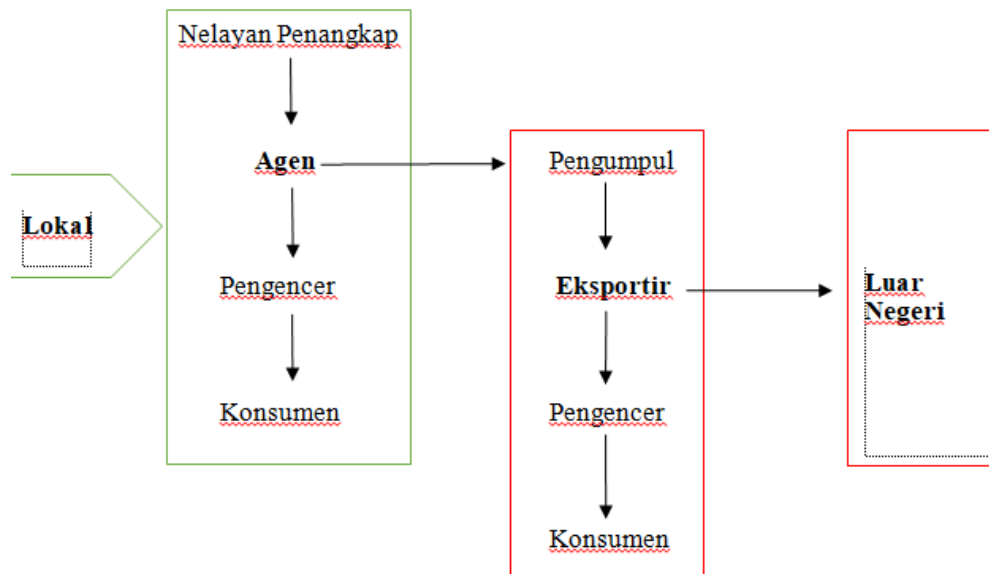 Lokal
Nelayan Penangkap
Agen
Pengencer
Konsumen
Pengumpul
Eksportir
Pengencer
Konsumen
Luar
Negeri